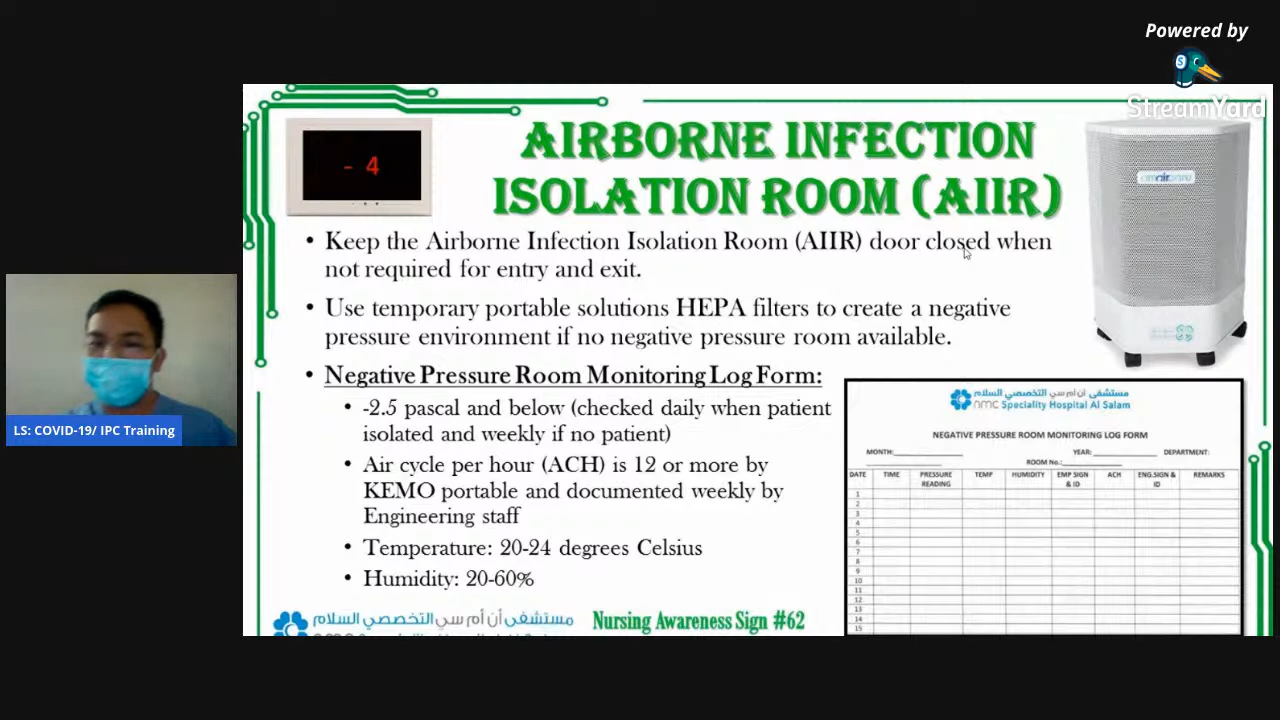 Powered by
StreamYard
- 4
AIRBORNE INFECTION
ISOLATION ROOM (AIIR)
• Keep the Airborne Infection Isolation Room (AIIR) door closed when
not required for entry and exit.
• Use temporary portable solutions HEPA filters to create a negative
pressure environment if no negative pressure room available.
• Negative Pressure Room Monitoring Log Form:
• -2.5 pascal and below (checked daily when patient
isolated and weekly if no patient)
• Air cycle per hour (ACH) is 12 or more by
KEMO portable and documented weekly by
Engineering staff
• Temperature: 20-24 degrees Celsius
• Humidity: 20-60%
مستشفى أن أم سي التخصصي السلام
Nursing Awareness Sign #62
مستشفى أن أم سي التخصصي السلام
nmc Speciality Hospital Al Salam
NEGATIVE PRESSURE ROOM MONITORING LOG FORM
MONTH: YEAR: DEPARTMENT:
ROOM No.:
DATE TIME PRESSURE READING TEMP HUMIDITY EMP SIGN & ID ACH ENG.SIGN & ID REMARKS
1
2
3
4
5
6
7
8
9
10
11
12
13
14
15
LS: COVID-19/ IPC Training